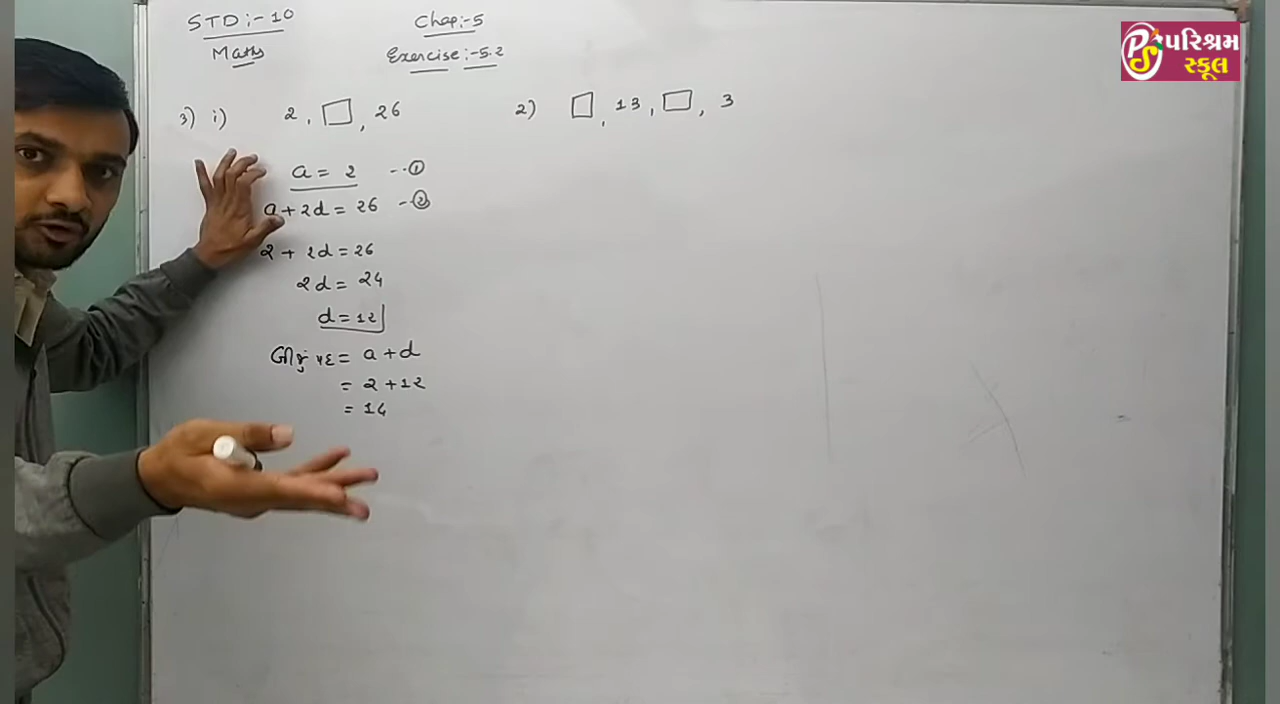 STD:-10
Maths
Chap:-5
Exercise:-5.2
પરિશ્રમ
સ્કૂલ
3) i) 2, □, 26
a = 2 --①
a + 2d = 26 --②
2 + 2d = 26
2d = 24
d = 12
બીજું પદ = a + d
= 2 + 12
= 14
2) □, 13, □, 3